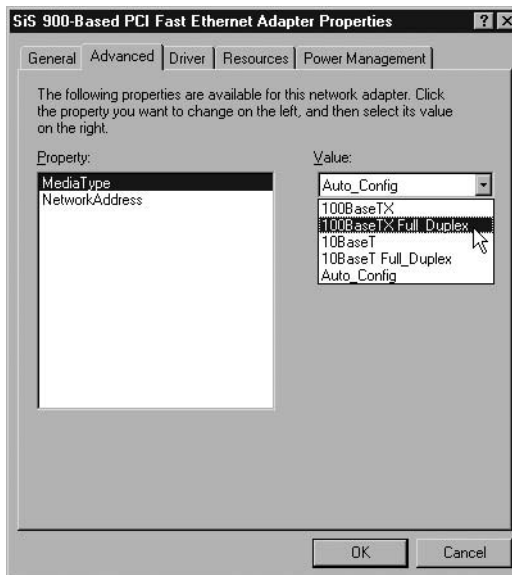 SiS 900-Based PCI Fast Ethernet Adapter Properties
General Advanced Driver Resources Power Management
The following properties are available for this network adapter. Click
the property you want to change on the left, and then select its value
on the right.
Property:
MediaType
NetworkAddress
Value:
Auto_Config
100BaseTX
100BaseTX Full_Duplex
10BaseT
10BaseT Full_Duplex
Auto_Config
OK Cancel